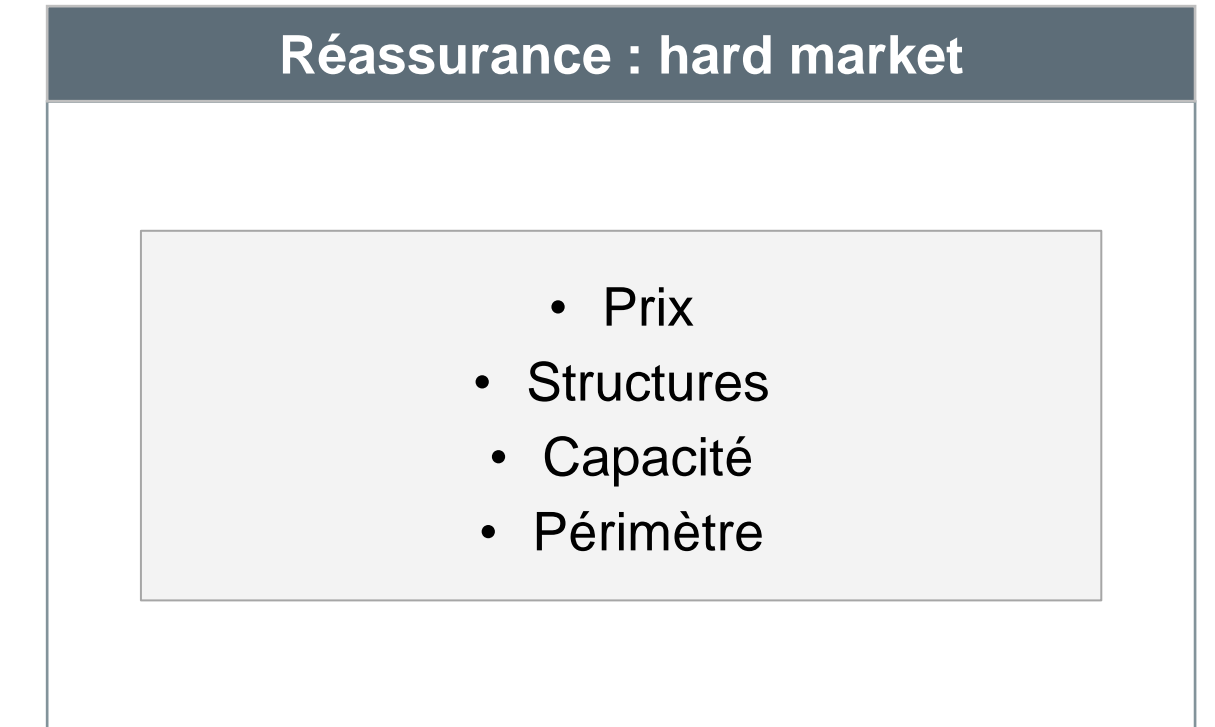 Réassurance : hard market
• Prix
• Structures
• Capacité
• Périmètre